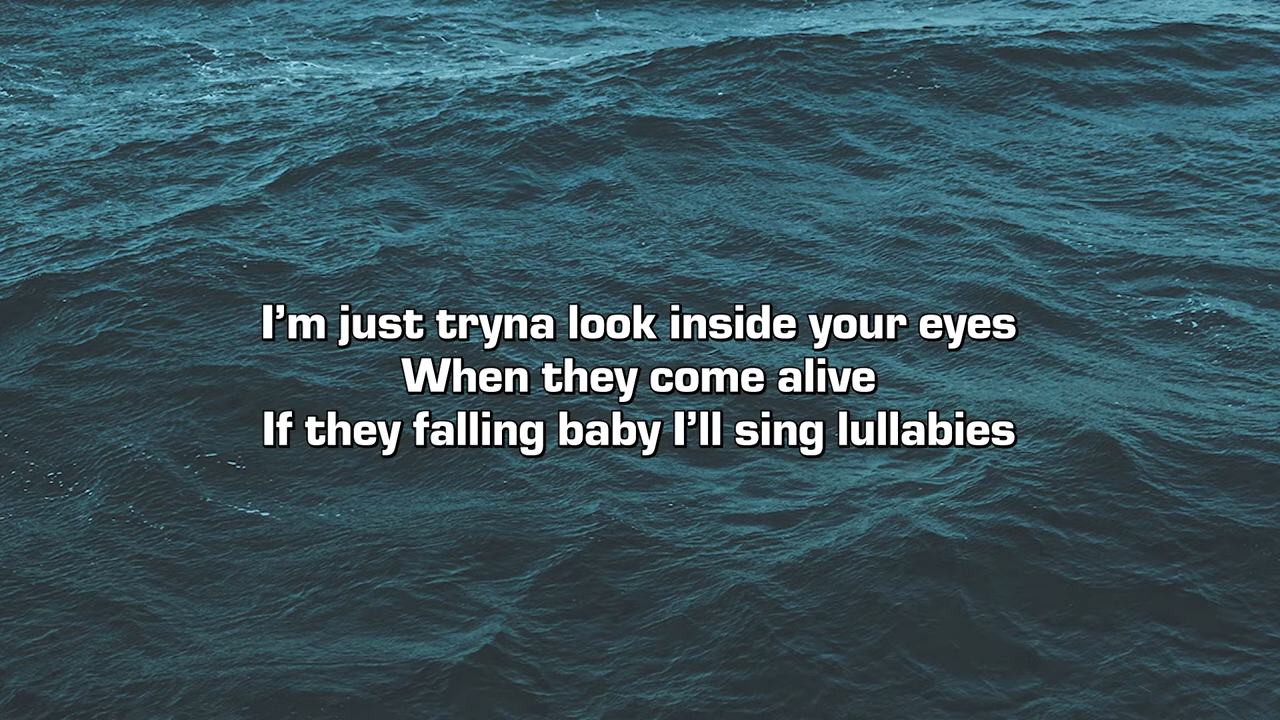 I’m just tryna look inside your eyes
When they come alive
If they falling baby I’ll sing lullabies